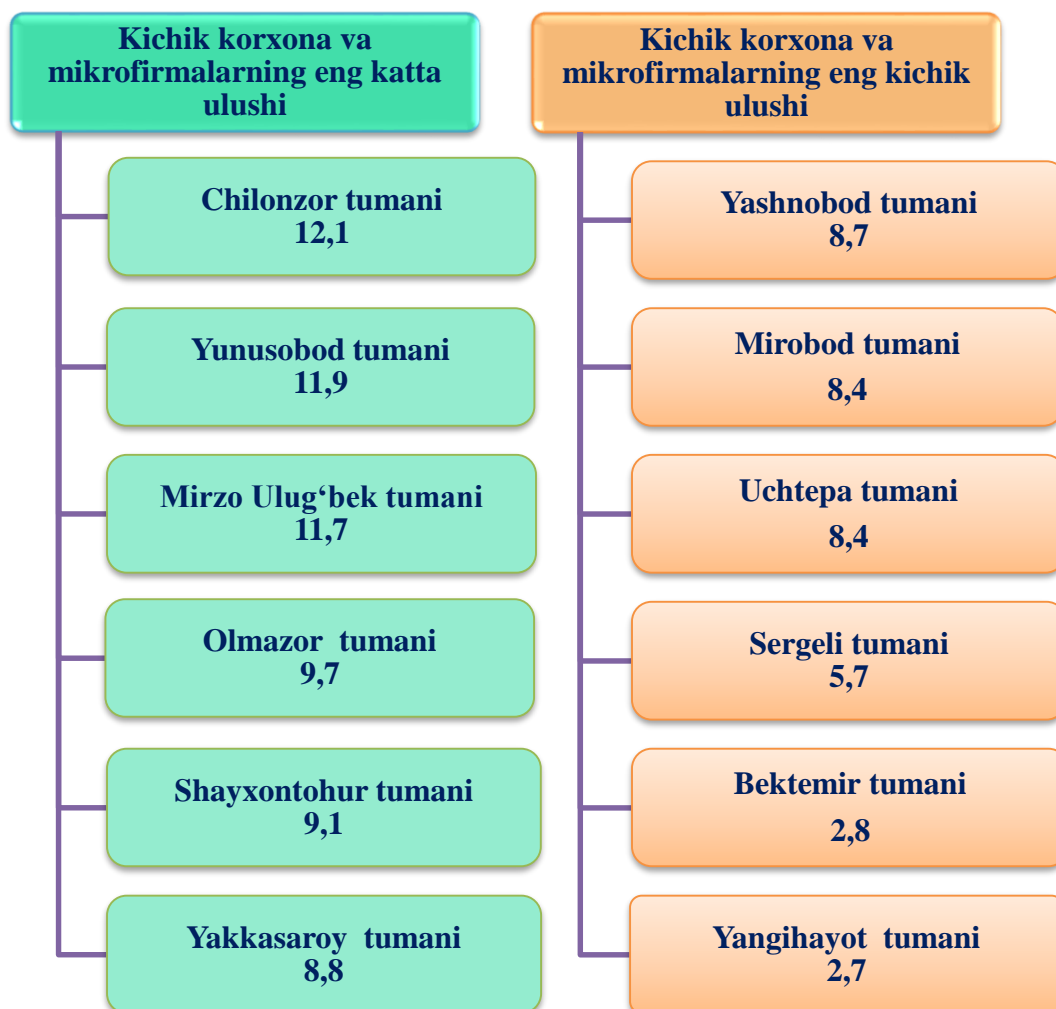 Kichik korxona va
mikrofirmalarning eng katta
ulushi
Chilonzor tumani
12,1
Yunusobod tumani
11,9
Mirzo Ulug‘bek tumani
11,7
Olmazor tumani
9,7
Shayxontohur tumani
9,1
Yakkasaroy tumani
8,8
Kichik korxona va
mikrofirmalarning eng kichik
ulushi
Yashnobod tumani
8,7
Mirobod tumani
8,4
Uchtepa tumani
8,4
Sergeli tumani
5,7
Bektemir tumani
2,8
Yangihayot tumani
2,7